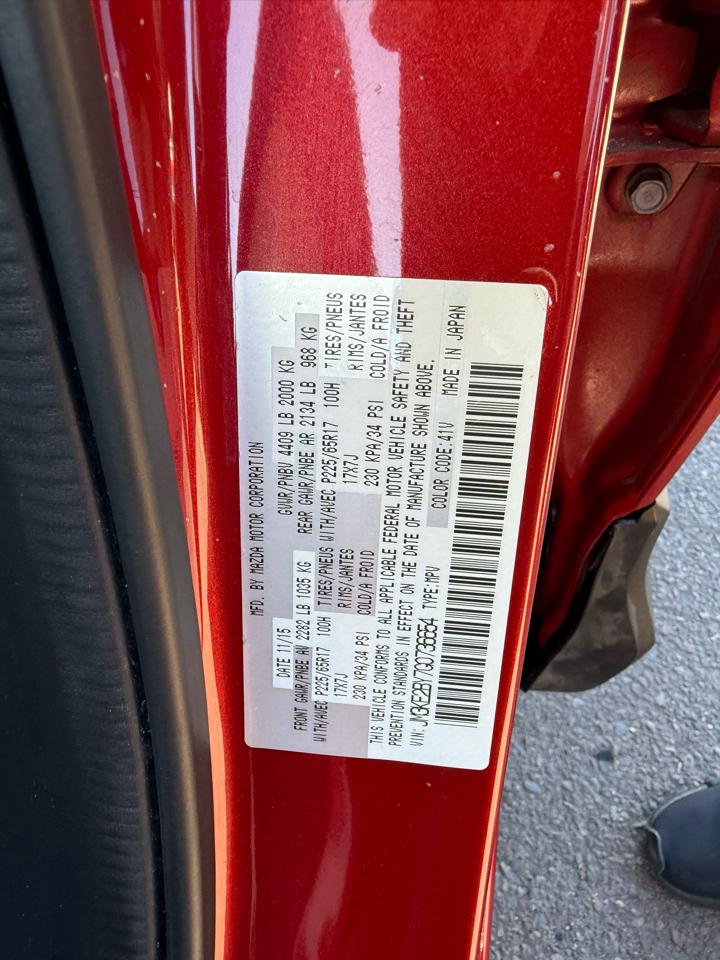 MFD. BY MAZDA MOTOR CORPORATION
DATE 11/15 GVWR/PNBV 4409 LB 2000 KG
FRONT GAWR/PNBE AV 2282 LB 1035 KG REAR GAWR/PNBE AR 2134 LB 968 KG
WITH/AVEC P225/65R17 100H TIRES/PNEUS WITH/AVEC P225/65R17 100H TIRES/PNEUS
17X7J RIMS/JANTES 17X7J RIMS/JANTES
230 KPA/34 PSI COLD/A FROID 230 KPA/34 PSI COLD/A FROID
THIS VEHICLE CONFORMS TO ALL APPLICABLE FEDERAL MOTOR VEHICLE SAFETY AND THEFT
PREVENTION STANDARDS IN EFFECT ON THE DATE OF MANUFACTURE SHOWN ABOVE.
VIN: JM3KE2BY7G0736654 TYPE:MPV COLOR CODE:41V MADE IN JAPAN